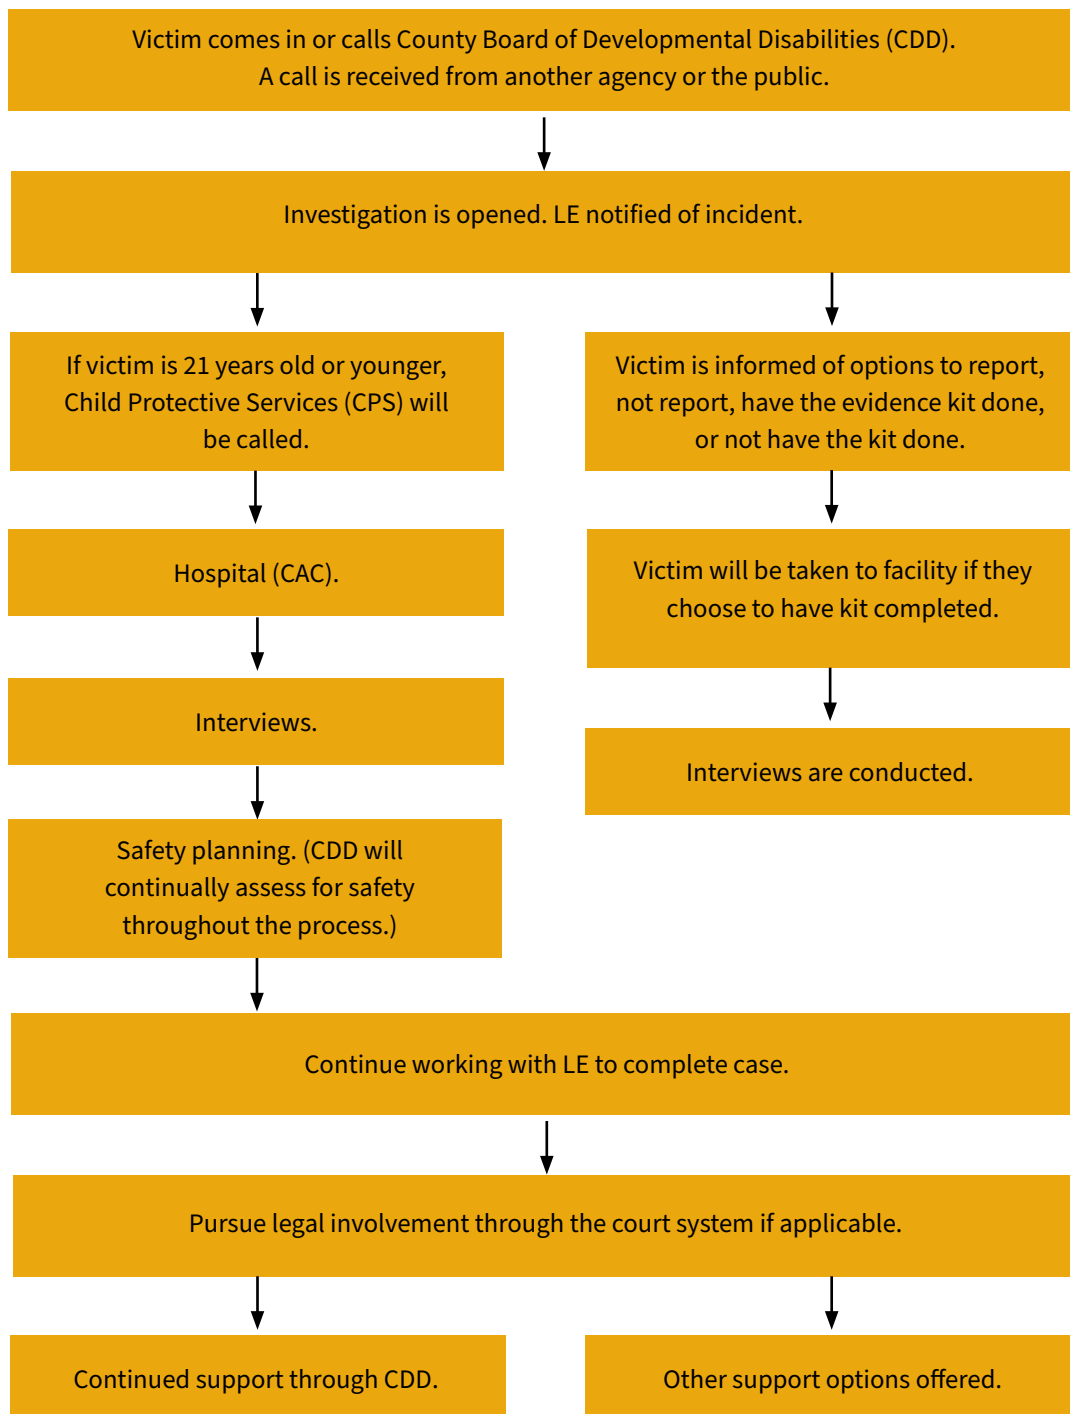 Victim comes in or calls County Board of Developmental Disabilities (CDD).
A call is received from another agency or the public.
Investigation is opened. LE notified of incident.
If victim is 21 years old or younger,
Child Protective Services (CPS) will
be called.
Victim is informed of options to report,
not report, have the evidence kit done,
or not have the kit done.
Hospital (CAC).
Victim will be taken to facility if they
choose to have kit completed.
Interviews.
Interviews are conducted.
Safety planning. (CDD will
continually assess for safety
throughout the process.)
Continue working with LE to complete case.
Pursue legal involvement through the court system if applicable.
Continued support through CDD.
Other support options offered.